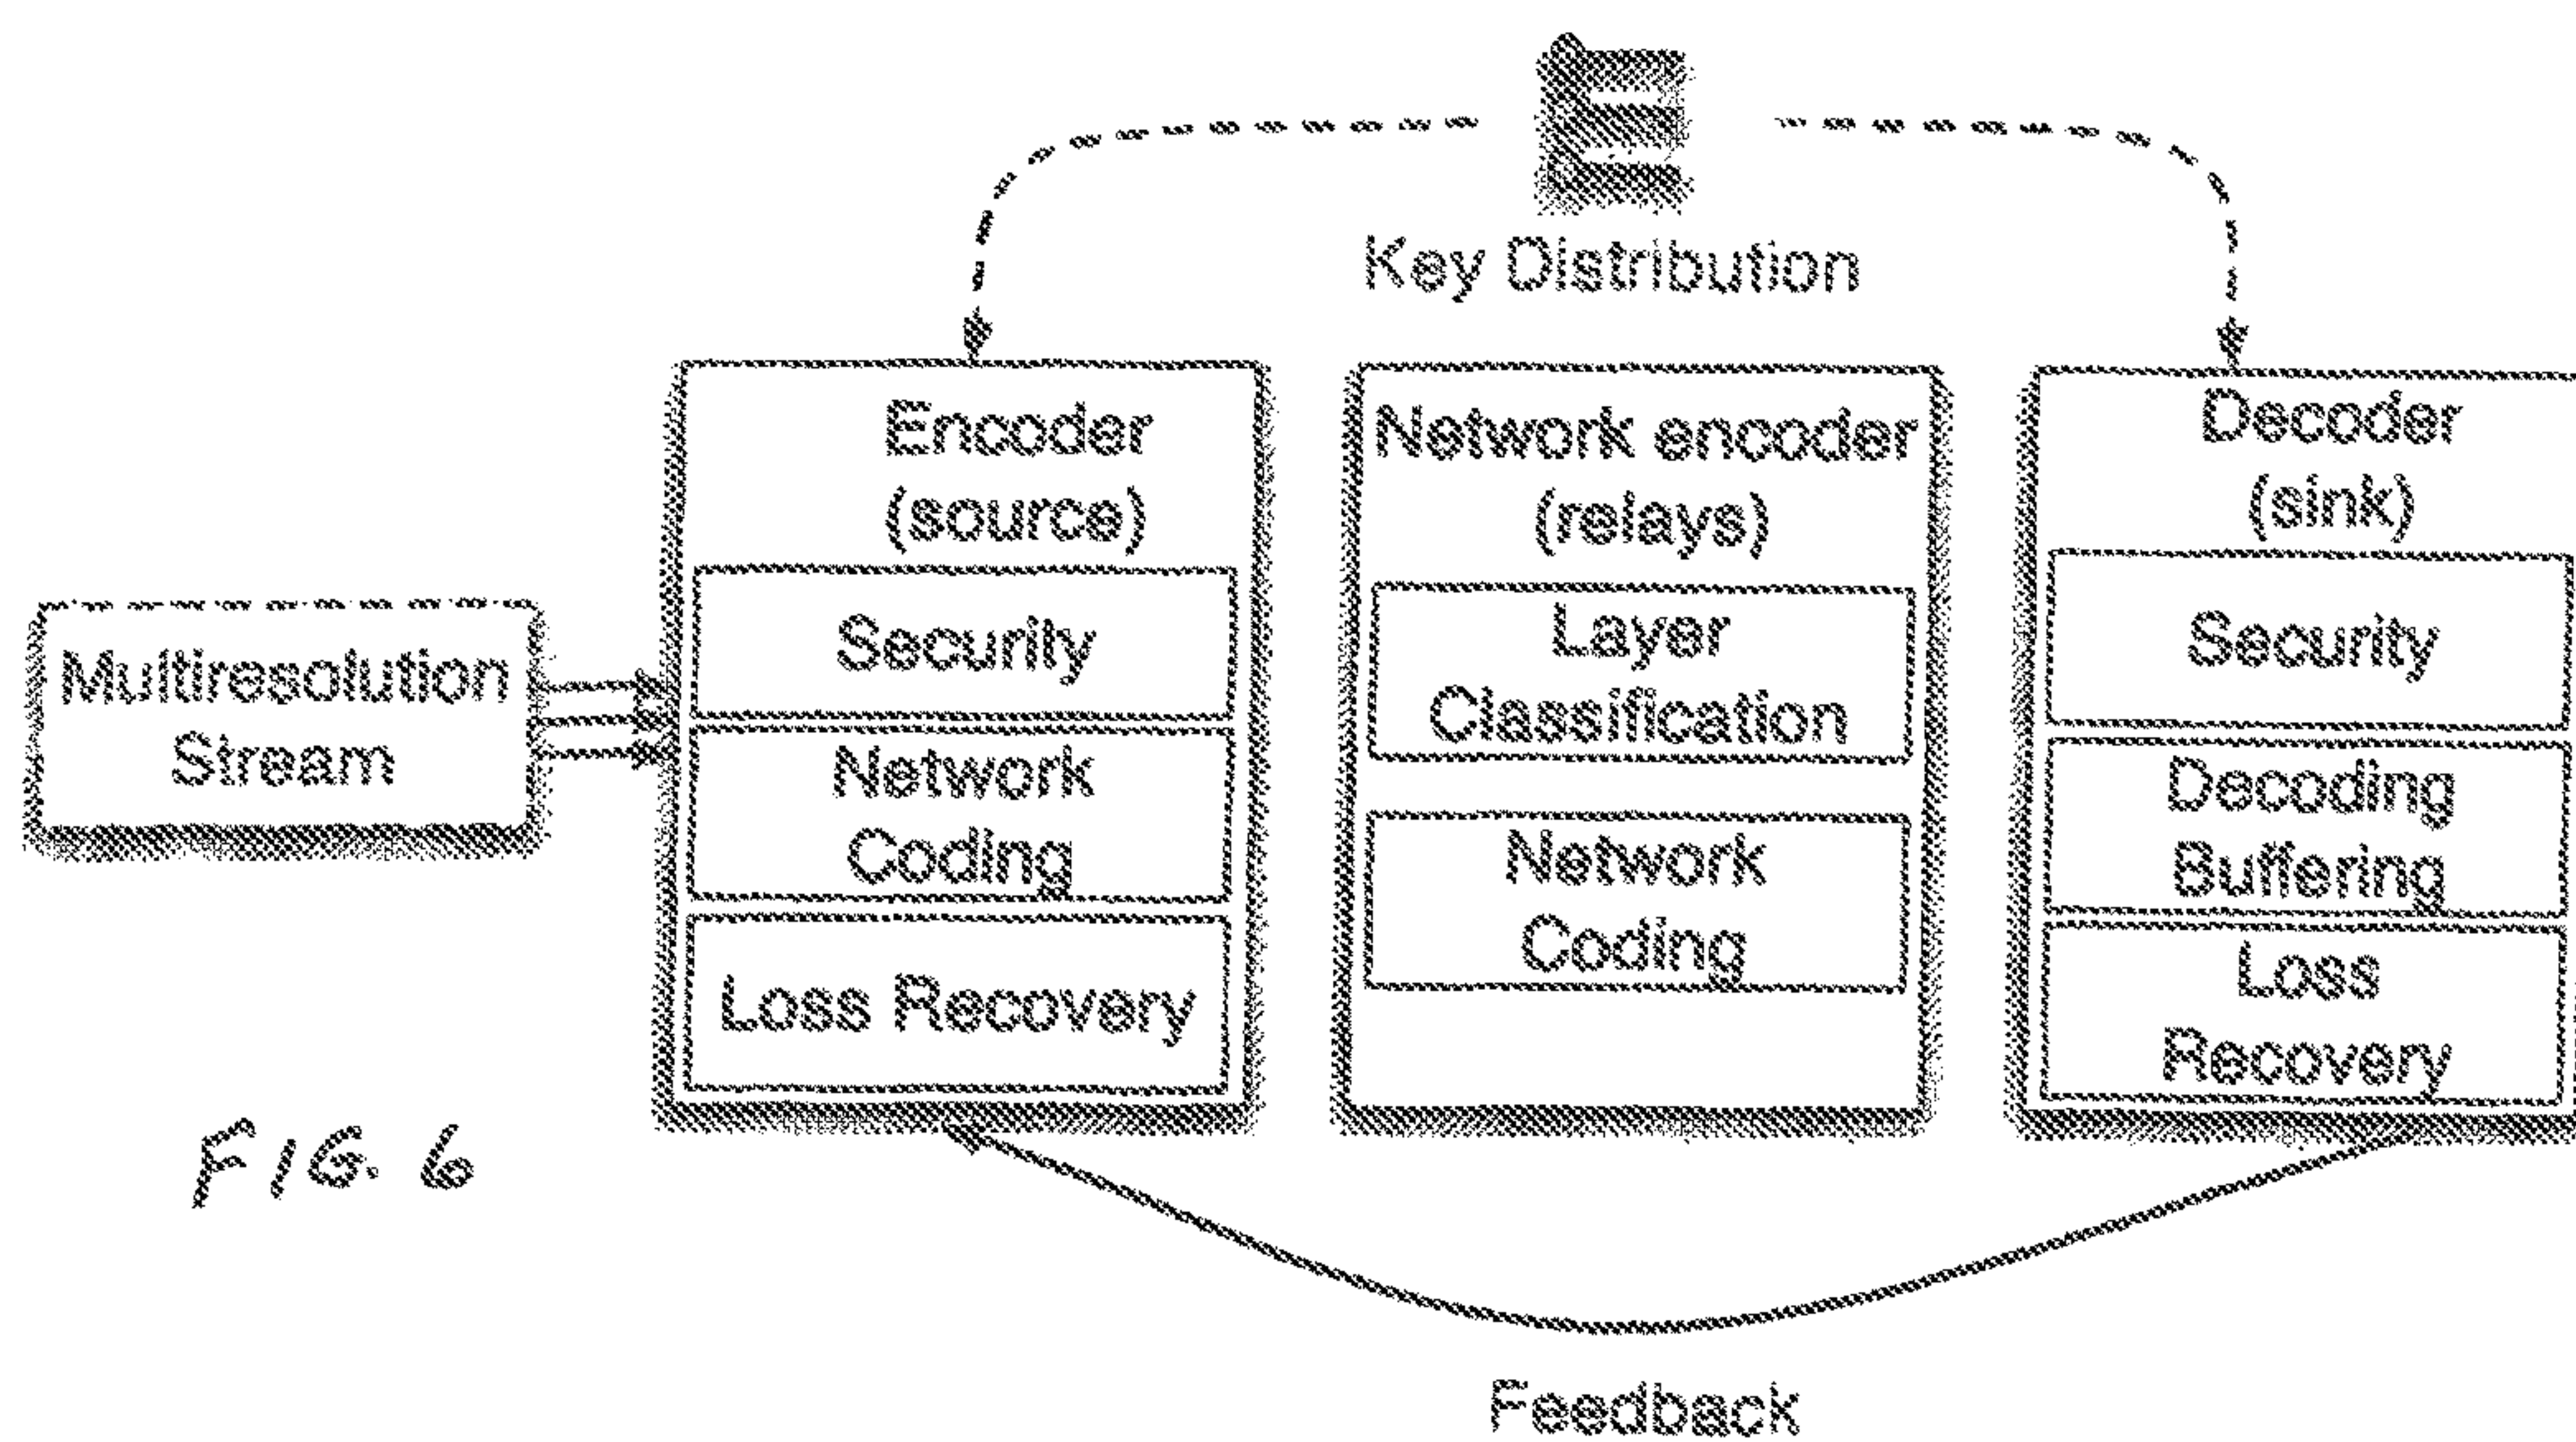 Key Distribution
Multiresolution
Stream
Encoder
(source)
Security
Network
Coding
Loss Recovery
Network encoder
(relays)
Layer
Classification
Network
Coding
Decoder
(sink)
Security
Decoding
Buffering
Loss
Recovery
Feedback
FIG. 6